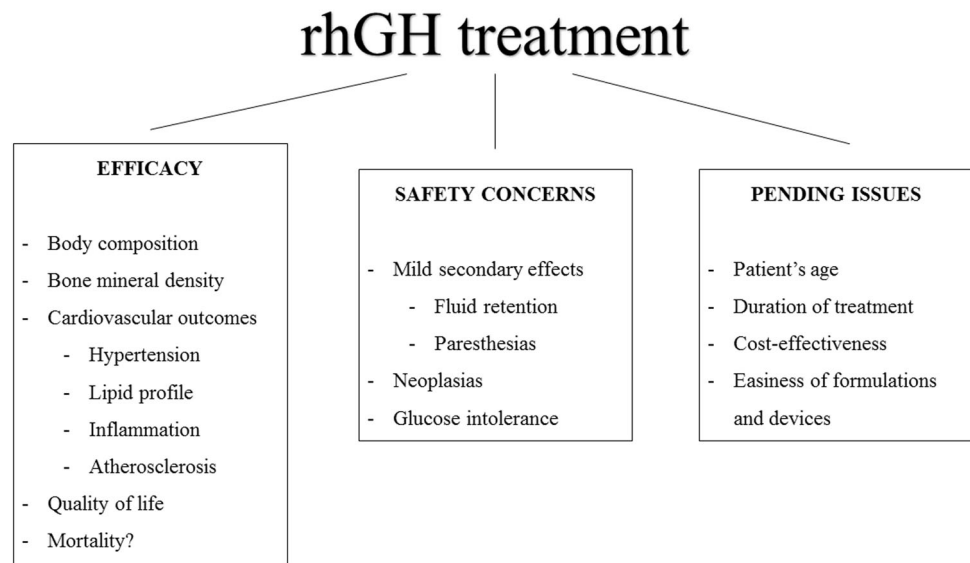 rhGH treatment
EFFICACY
- Body composition
- Bone mineral density
- Cardiovascular outcomes
- Hypertension
- Lipid profile
- Inflammation
- Atherosclerosis
- Quality of life
- Mortality?
SAFETY CONCERNS
- Mild secondary effects
- Fluid retention
- Paresthesias
- Neoplasias
- Glucose intolerance
PENDING ISSUES
- Patient’s age
- Duration of treatment
- Cost-effectiveness
- Easiness of formulations
and devices